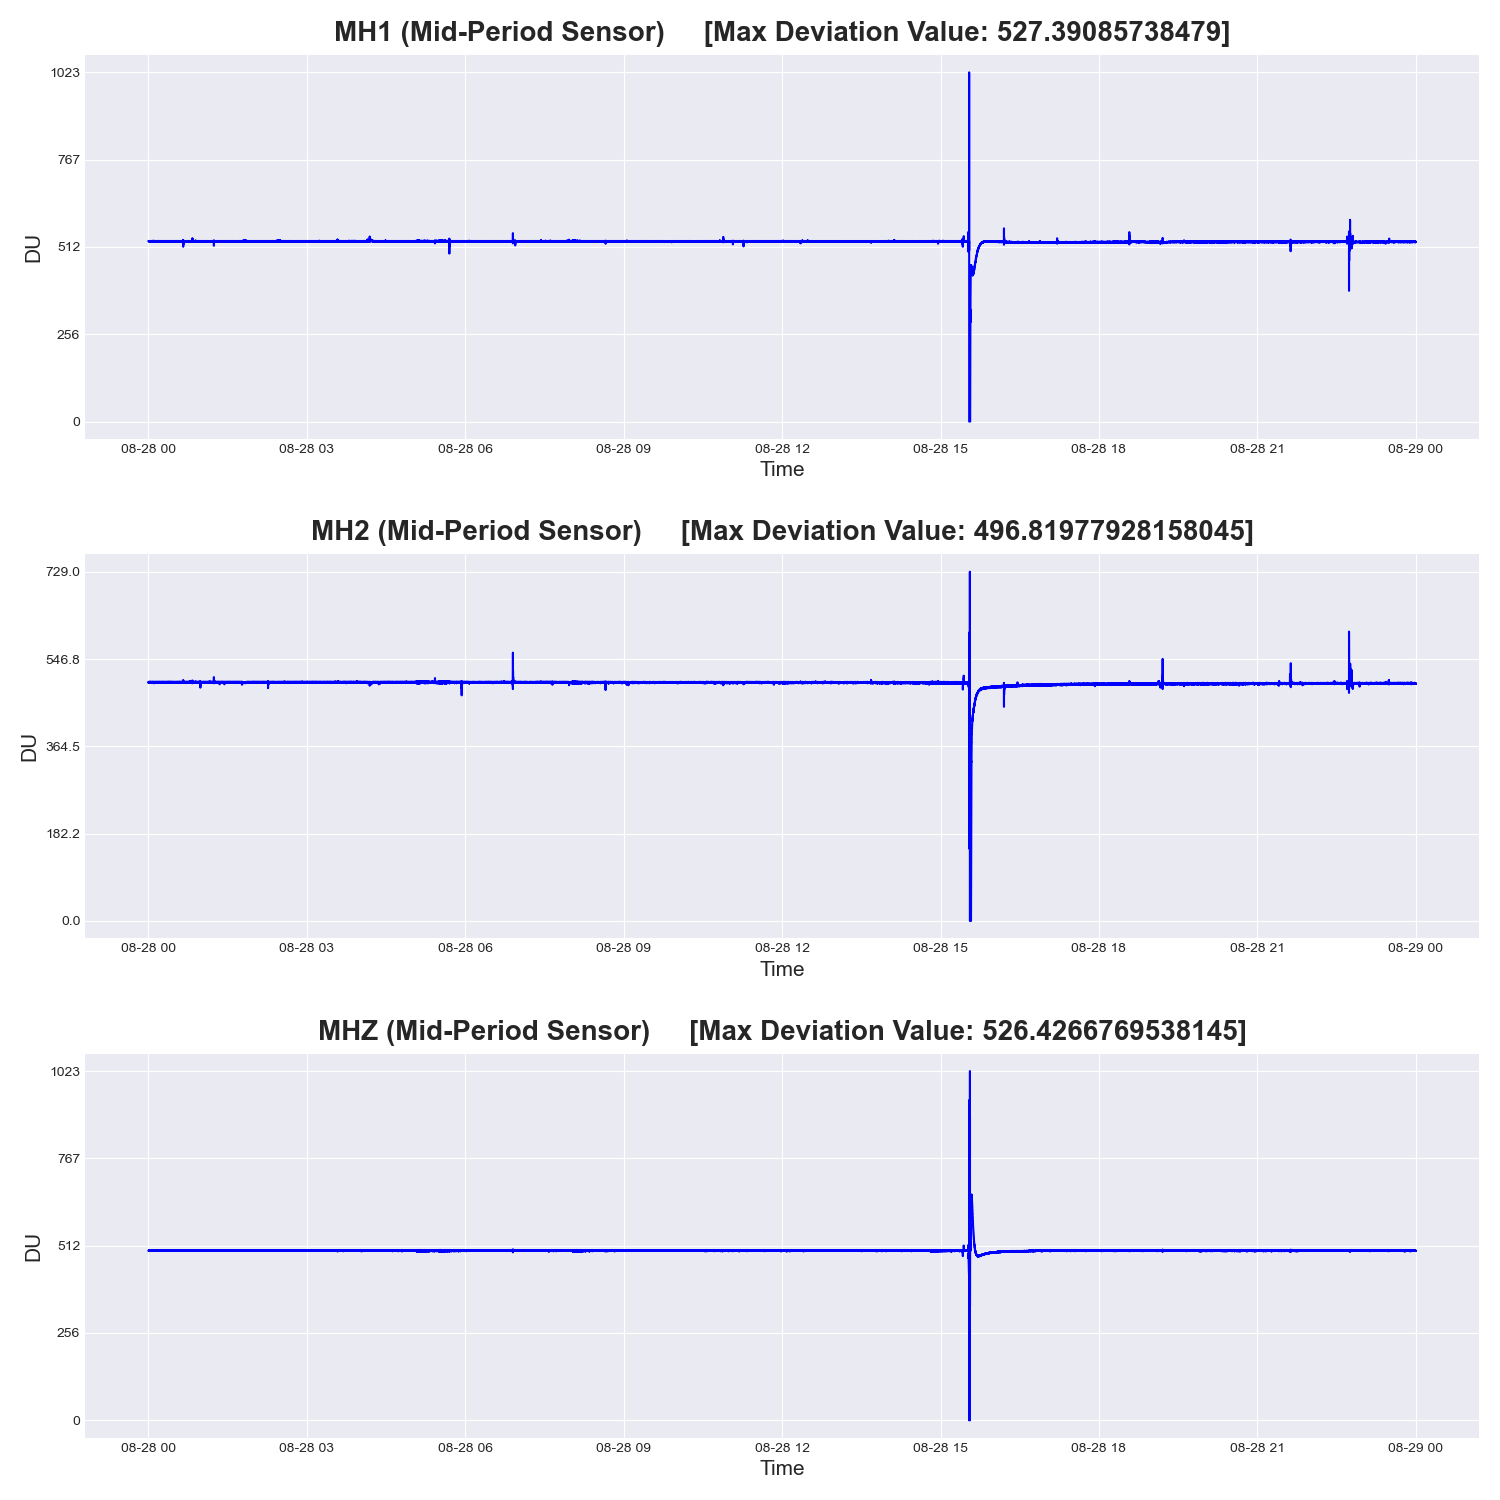 MH1 (Mid-Period Sensor) [Max Deviation Value: 527.39085738479]
1023
767
512
256
0
DU
08-28 00 08-28 03 08-28 06 08-28 09 08-28 12 08-28 15 08-28 18 08-28 21 08-29 00
Time
MH2 (Mid-Period Sensor) [Max Deviation Value: 496.81977928158045]
729.0
546.8
364.5
182.2
0.0
DU
08-28 00 08-28 03 08-28 06 08-28 09 08-28 12 08-28 15 08-28 18 08-28 21 08-29 00
Time
MHZ (Mid-Period Sensor) [Max Deviation Value: 526.4266769538145]
1023
767
512
256
0
DU
08-28 00 08-28 03 08-28 06 08-28 09 08-28 12 08-28 15 08-28 18 08-28 21 08-29 00
Time